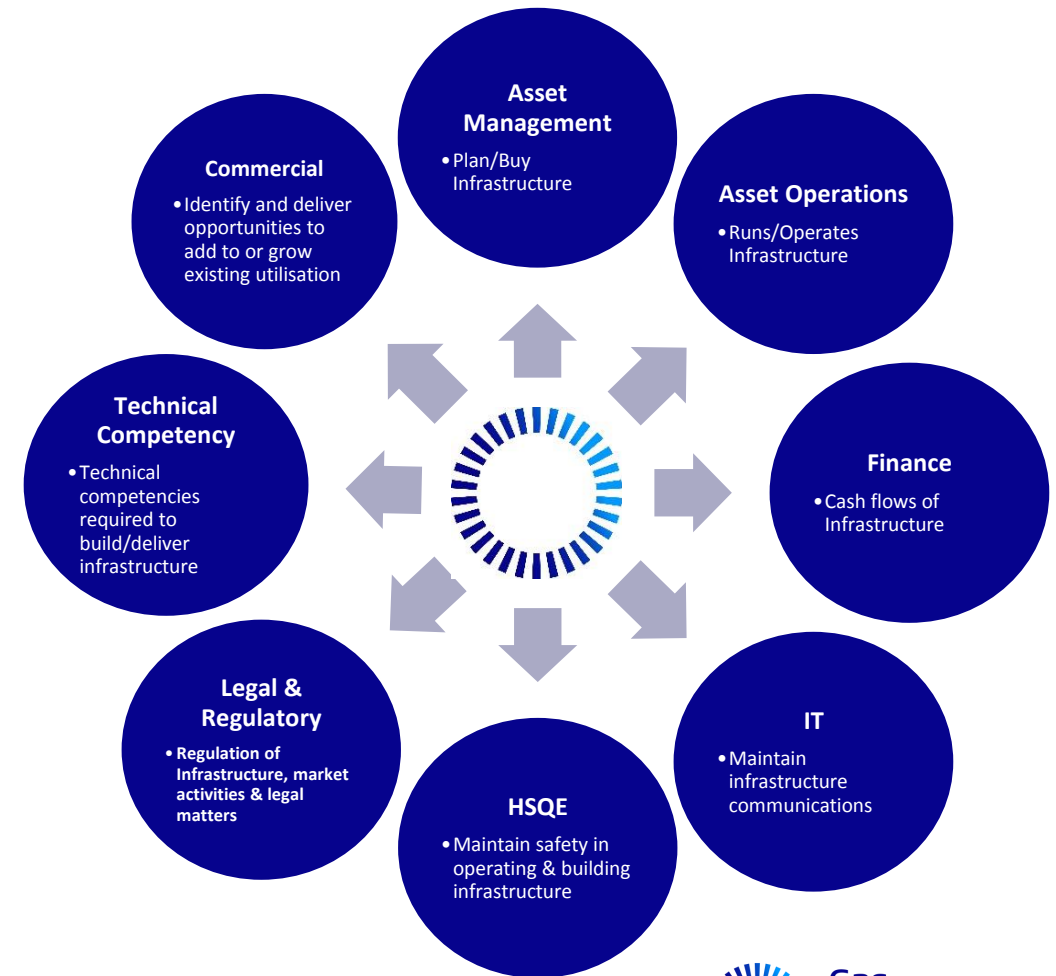 Asset
Management
•Plan/Buy
Infrastructure
Asset Operations
•Runs/Operates
Infrastructure
Finance
•Cash flows of
Infrastructure
IT
•Maintain
infrastructure
communications
HSQE
•Maintain safety in
operating & building
infrastructure
Legal &
Regulatory
•Regulation of
Infrastructure, market
activities & legal
matters
Technical
Competency
•Technical
competencies
required to
build/deliver
infrastructure
Commercial
•Identify and deliver
opportunities to
add to or grow
existing utilisation
Gas